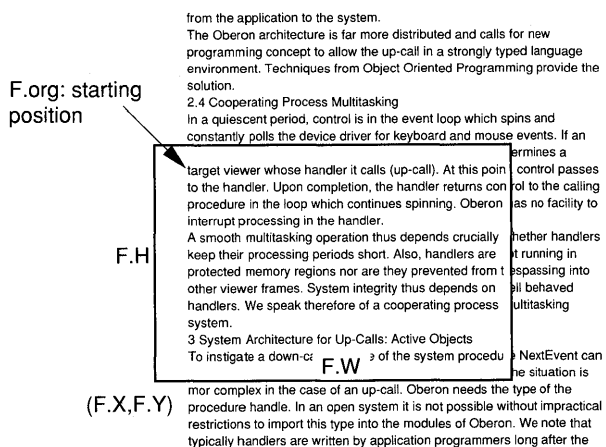 from the application to the system.
The Oberon architecture is far more distributed and calls for new
programming concept to allow the up-call in a strongly typed language
environment. Techniques from Object Oriented Programming provide the
solution.
2.4 Cooperating Process Multitasking
In a quiescent period, control is in the event loop which spins and
constantly polls the device driver for keyboard and mouse events. If an
ermines a
F.org: starting
position
target viewer whose handler it calls (up-call). At this poin control passes
to the handler. Upon completion, the handler returns con rol to the calling
procedure in the loop which continues spinning. Oberon as no facility to
interrupt processing in the handler.
A smooth multitasking operation thus depends crucially hether handlers
keep their processing periods short. Also, handlers are t running in
protected memory regions nor are they prevented from t espassing into
other viewer frames. System integrity thus depends on ell behaved
handlers. We speak therefore of a cooperating process ultitasking
system.
3 System Architecture for Up-Calls: Active Objects
To instigate a down-ca e of the system procedu NextEvent can
he situation is
F.H
F.W
(F.X,F.Y)
mor complex in the case of an up-call. Oberon needs the type of the
procedure handle. In an open system it is not possible without impractical
restrictions to import this type into the modules of Oberon. We note that
typically handlers are written by application programmers long after the